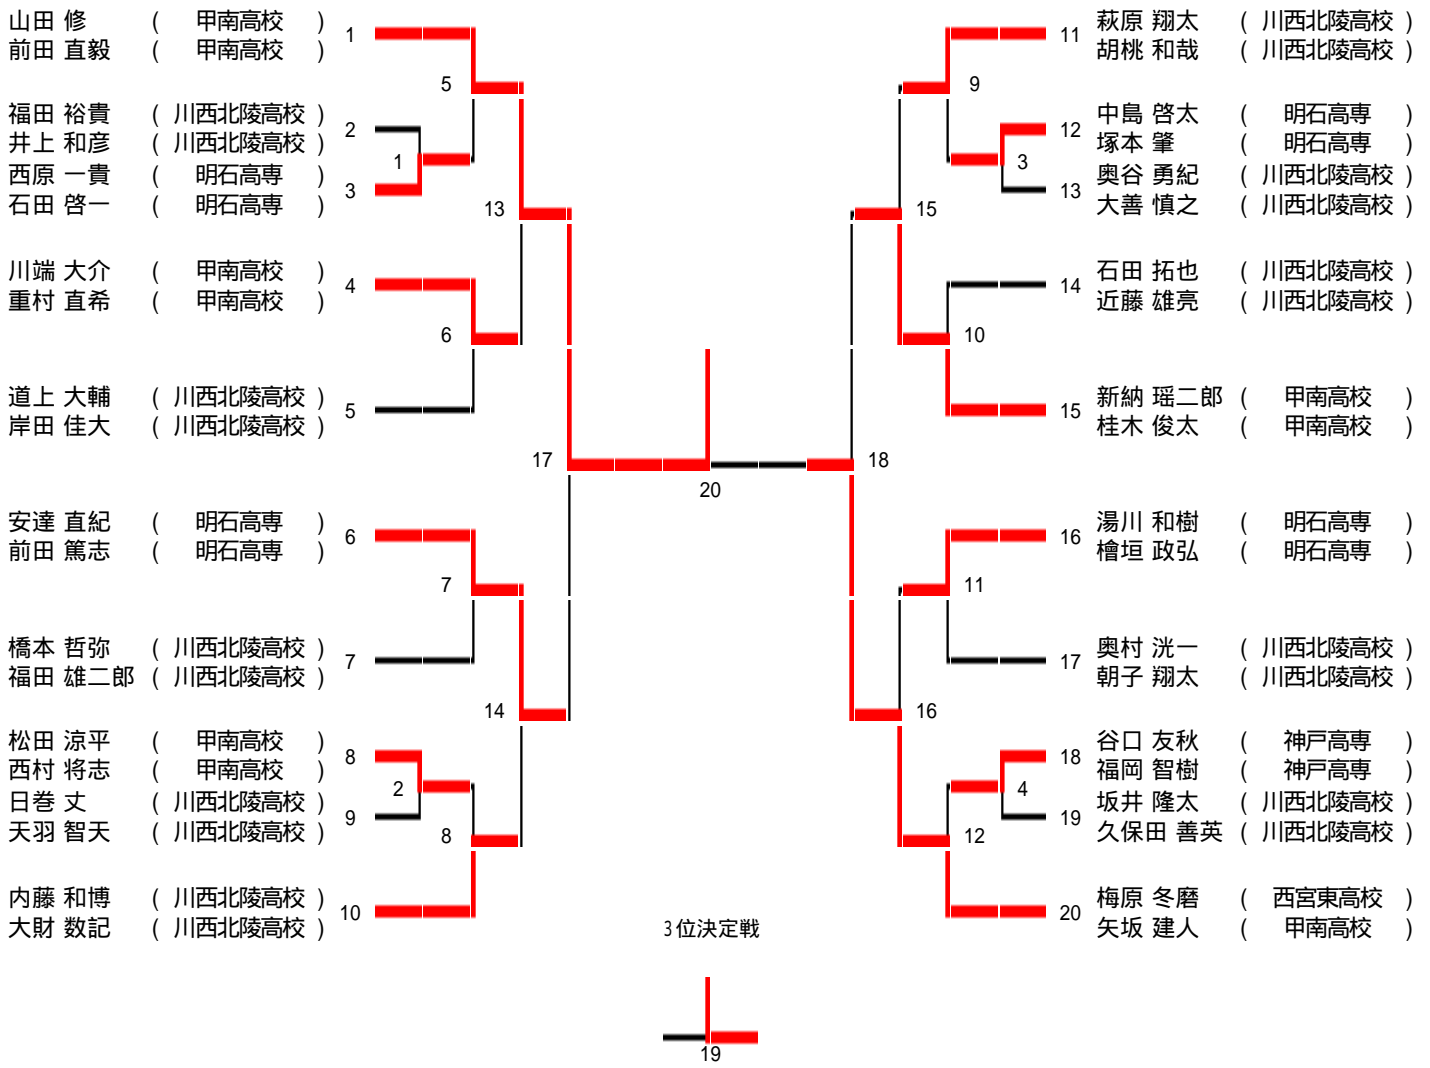 山田 修 ( 甲南高校 )
前田 直毅 ( 甲南高校 )
1
5
福田 裕貴 ( 川西北陵高校 )
井上 和彦 ( 川西北陵高校 )
2
1
西原 一貴 ( 明石高専 )
石田 啓一 ( 明石高専 )
3
13
川端 大介 ( 甲南高校 )
重村 直希 ( 甲南高校 )
4
6
道上 大輔 ( 川西北陵高校 )
岸田 佳大 ( 川西北陵高校 )
5
17
安達 直紀 ( 明石高専 )
前田 篤志 ( 明石高専 )
6
7
橋本 哲弥 ( 川西北陵高校 )
福田 雄二郎 ( 川西北陵高校 )
7
14
松田 涼平 ( 甲南高校 )
西村 将志 ( 甲南高校 )
8
2
日巻 丈 ( 川西北陵高校 )
天羽 智天 ( 川西北陵高校 )
9
8
内藤 和博 ( 川西北陵高校 )
大財 数記 ( 川西北陵高校 )
10
20
3位決定戦
19
11
萩原 翔太 ( 川西北陵高校 )
胡桃 和哉 ( 川西北陵高校 )
9
12
中島 啓太 ( 明石高専 )
塚本 肇 ( 明石高専 )
3
13
奥谷 勇紀 ( 川西北陵高校 )
大善 慎之 ( 川西北陵高校 )
15
14
石田 拓也 ( 川西北陵高校 )
近藤 雄亮 ( 川西北陵高校 )
10
15
新納 瑶二郎 ( 甲南高校 )
桂木 俊太 ( 甲南高校 )
18
16
湯川 和樹 ( 明石高専 )
檜垣 政弘 ( 明石高専 )
11
17
奥村 洸一 ( 川西北陵高校 )
朝子 翔太 ( 川西北陵高校 )
16
18
谷口 友秋 ( 神戸高専 )
福岡 智樹 ( 神戸高専 )
4
19
坂井 隆太 ( 川西北陵高校 )
久保田 善英 ( 川西北陵高校 )
12
20
梅原 冬磨 ( 西宮東高校 )
矢坂 建人 ( 甲南高校 )